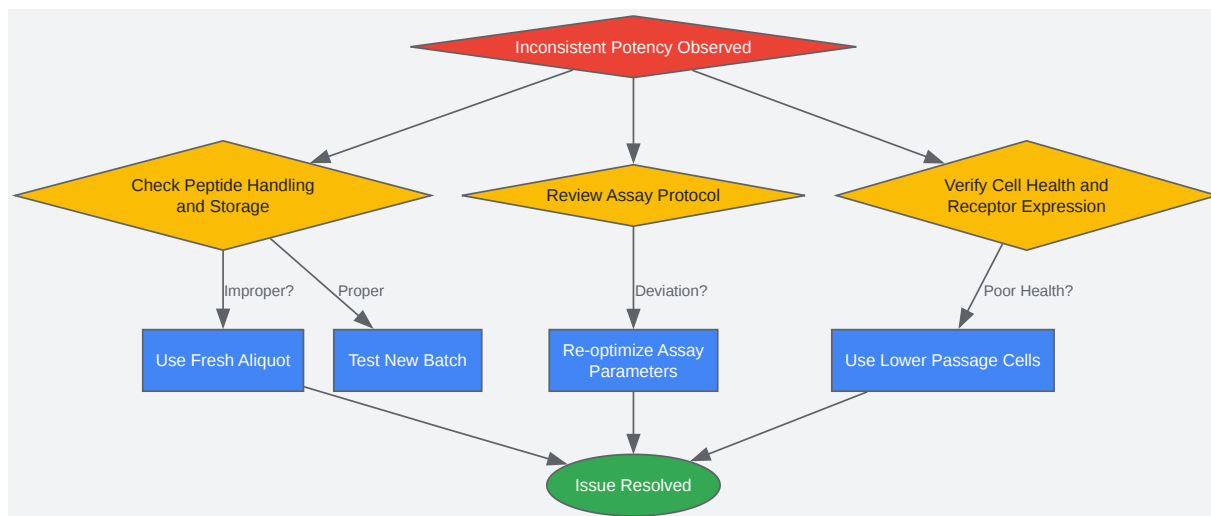 Inconsistent Potency Observed
Check Peptide Handling
and Storage
Review Assay Protocol
Verify Cell Health and
Receptor Expression
Improper?
Proper
Deviation?
Poor Health?
Use Fresh Aliquot
Test New Batch
Re-optimize Assay
Parameters
Use Lower Passage Cells
Issue Resolved